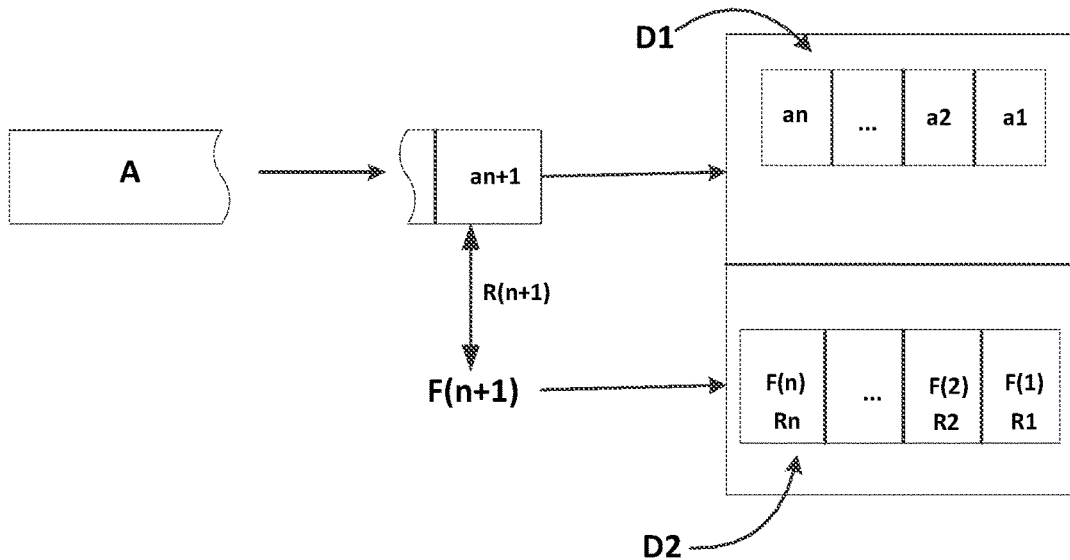 D1
an ... a2 a1
A
an+1
R(n+1)
F(n+1)
F(n) ... F(2) F(1)
Rn R2 R1
D2